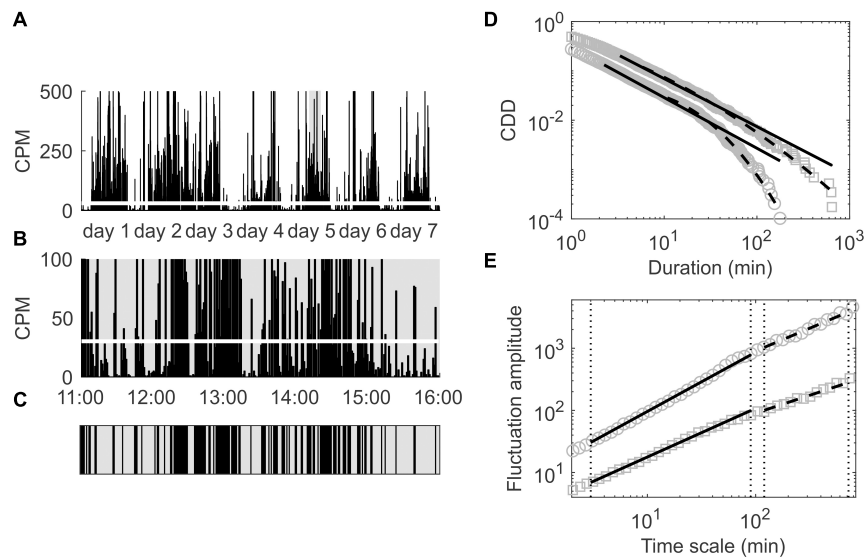 A
500
250
0
CPM
day 1 day 2 day 3 day 4 day 5 day 6 day 7
B
100
50
0
CPM
11:00 12:00 13:00 14:00 15:00 16:00
C
D
10^0
10^-2
10^-4
CDD
10^0 10^1 10^2 10^3
Duration (min)
E
10^3
10^2
10^1
Fluctuation amplitude
10^1 10^2
Time scale (min)